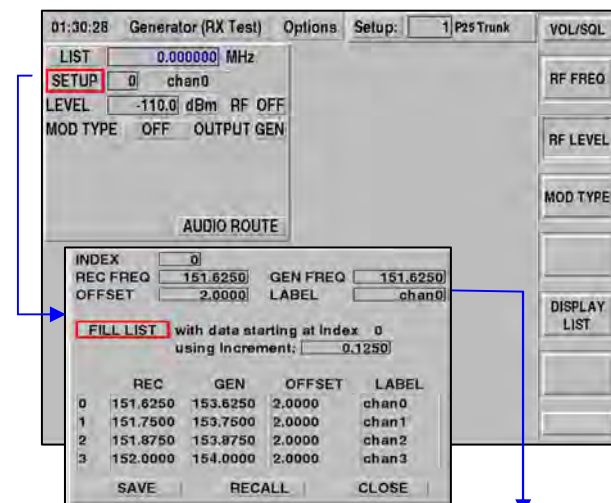 01:30:28 Generator (RX Test) Options Setup: 1 P25 Trunk
LIST 0.000000 MHz
SETUP 0 chan0
LEVEL -110.0 dBm RF OFF
MOD TYPE OFF OUTPUT GEN
AUDIO ROUTE
VOL/SQL
RF FREQ
RF LEVEL
MOD TYPE
DISPLAY
LIST
INDEX 0
REC FREQ 151.6250 GEN FREQ 151.6250
OFFSET 2.0000 LABEL chan0
FILL LIST with data starting at Index 0
using Increment: 0.1250
REC GEN OFFSET LABEL
0 151.6250 153.6250 2.0000 chan0
1 151.7500 153.7500 2.0000 chan1
2 151.8750 153.8750 2.0000 chan2
3 152.0000 154.0000 2.0000 chan3
SAVE RECALL CLOSE